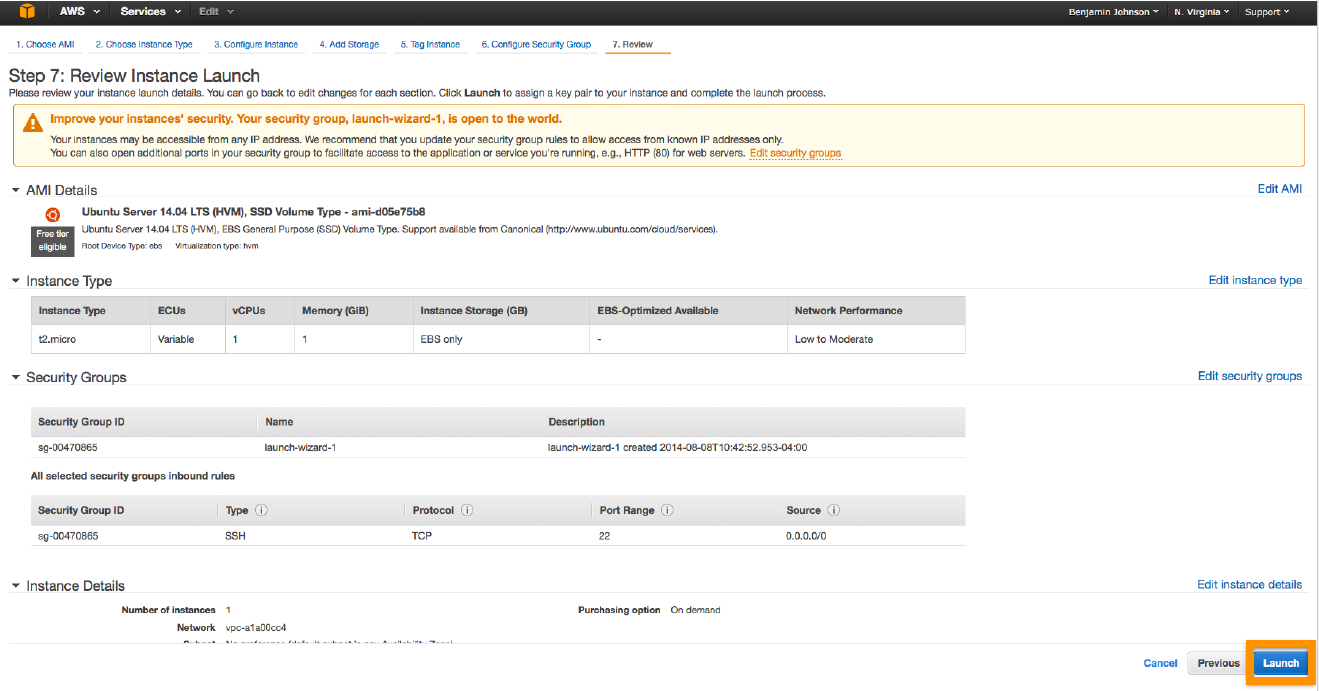 AWS Services Edit Benjamin Johnson N. Virginia Support
1. Choose AMI 2. Choose Instance Type 3. Configure Instance 4. Add Storage 5. Tag Instance 6. Configure Security Group 7. Review
Step 7: Review Instance Launch
Please review your instance launch details. You can go back to edit changes for each section. Click Launch to assign a key pair to your instance and complete the launch process.
Improve your instances' security. Your security group, launch-wizard-1, is open to the world.
Your instances may be accessible from any IP address. We recommend that you update your security group rules to allow access from known IP addresses only.
You can also open additional ports in your security group to facilitate access to the application or service you're running, e.g., HTTP (80) for web servers. Edit security groups
AMI Details Edit AMI
Ubuntu Server 14.04 LTS (HVM), SSD Volume Type - ami-d05e75b8
Free tier eligible
Ubuntu Server 14.04 LTS (HVM), EBS General Purpose (SSD) Volume Type. Support available from Canonical (http://www.ubuntu.com/cloud/services).
Root Device Type: ebs Virtualization type: hvm
Instance Type Edit instance type
Instance Type ECUs vCPUs Memory (GiB) Instance Storage (GB) EBS-Optimized Available Network Performance
t2.micro Variable 1 1 EBS only - Low to Moderate
Security Groups Edit security groups
Security Group ID Name Description
sg-00470865 launch-wizard-1 launch-wizard-1 created 2014-08-08T10:42:52.953-04:00
All selected security groups inbound rules
Security Group ID Type Protocol Port Range Source
sg-00470865 SSH TCP 22 0.0.0.0/0
Instance Details Edit instance details
Number of instances 1 Purchasing option On demand
Network vpc-a1a00cc4
Subnet No preference (default subnet in any Availability Zone)
Cancel Previous Launch